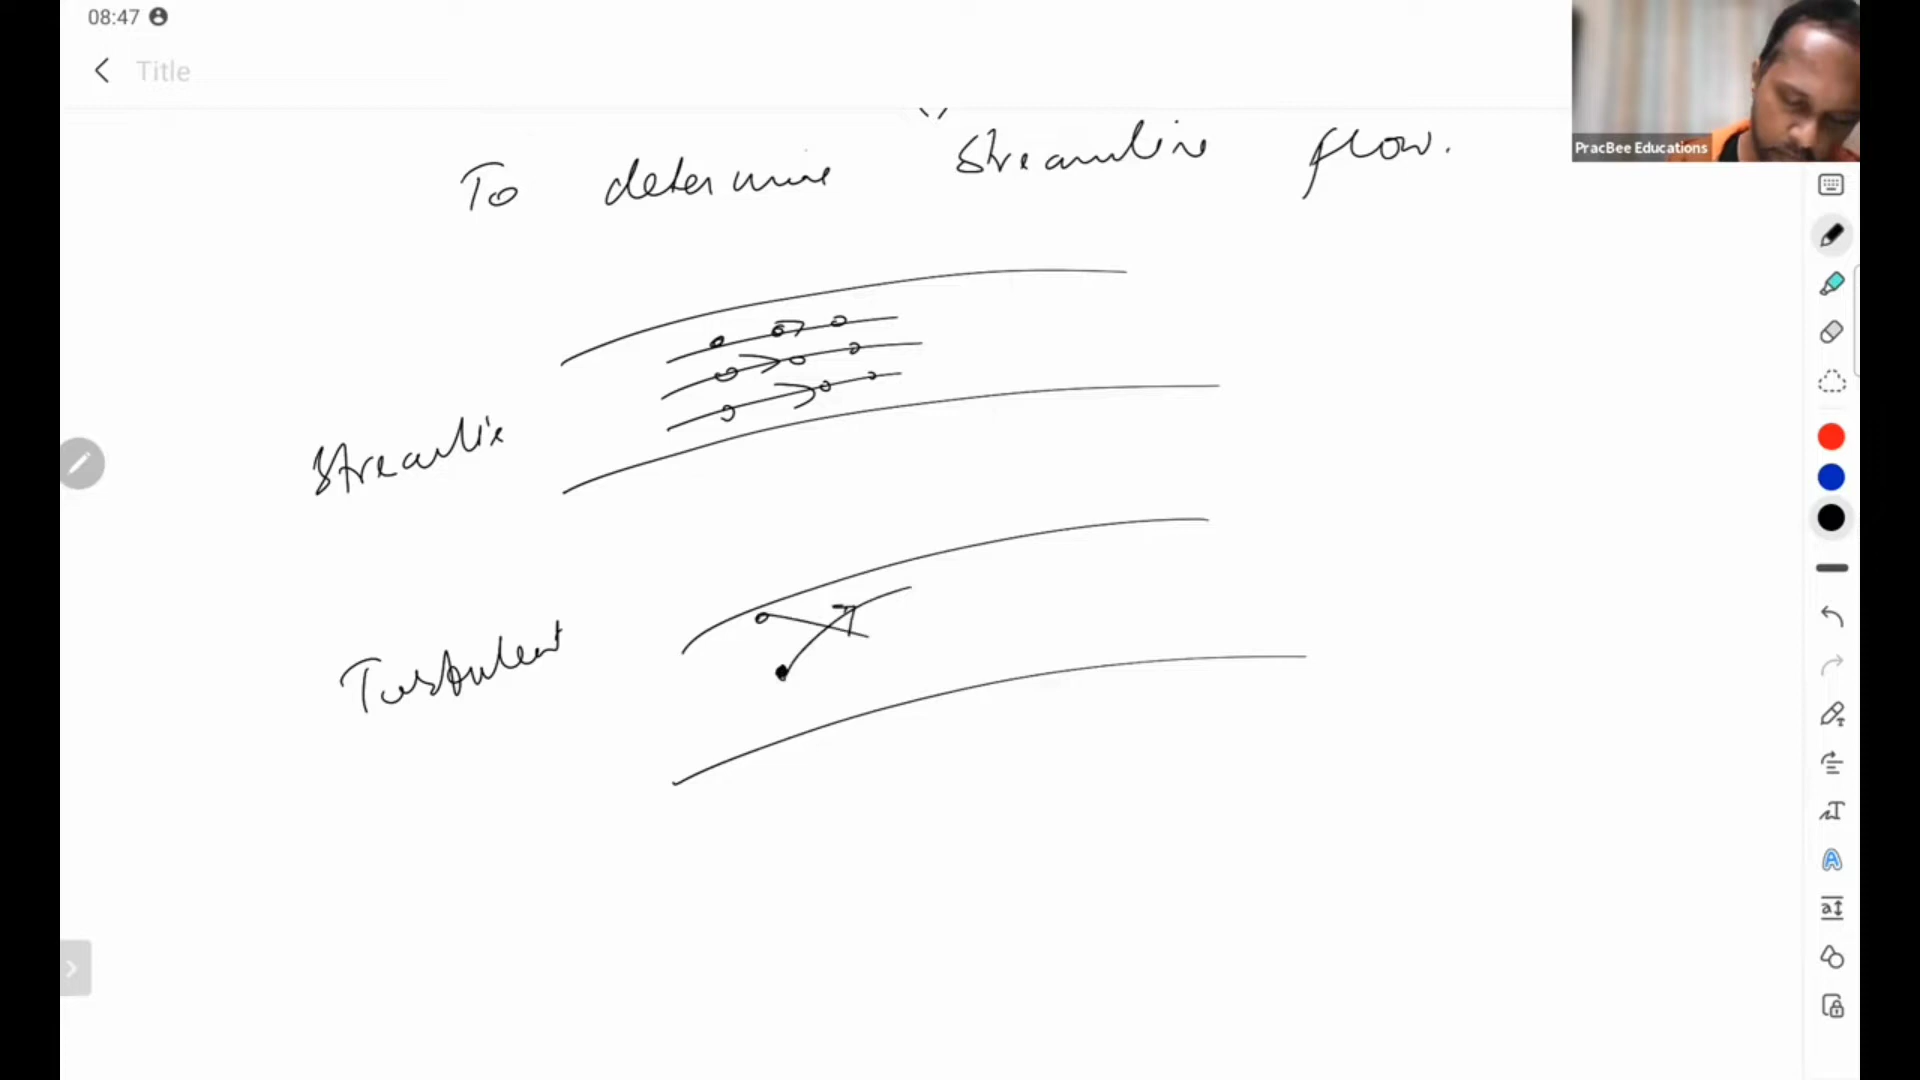 08:47
Title
PracBee Educations
To determine streamline flow.
Streamline
Turbulent